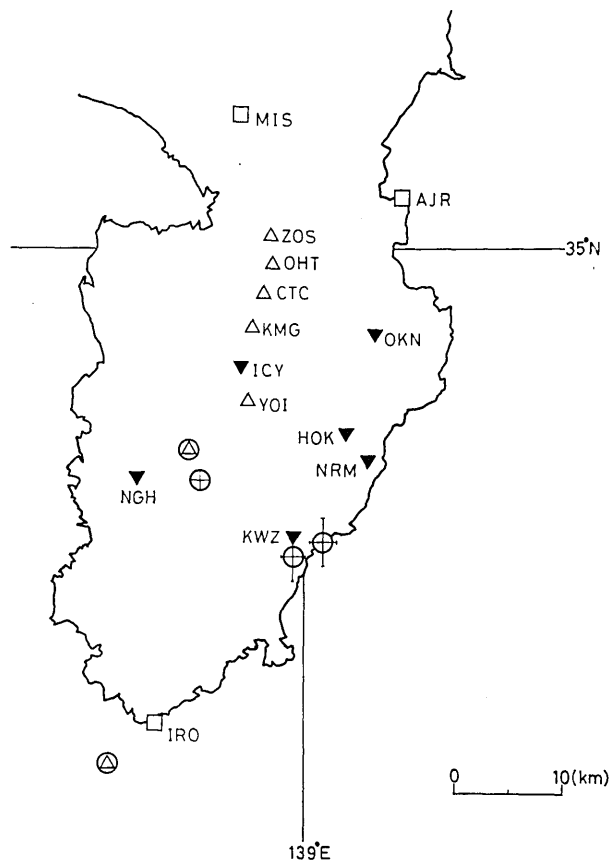 MIS
AJR
ZOS
35°N
OHT
CTC
KMG
OKN
ICY
YOI
HOK
NRM
NGH
KWZ
IRO
0 10(km)
139°E